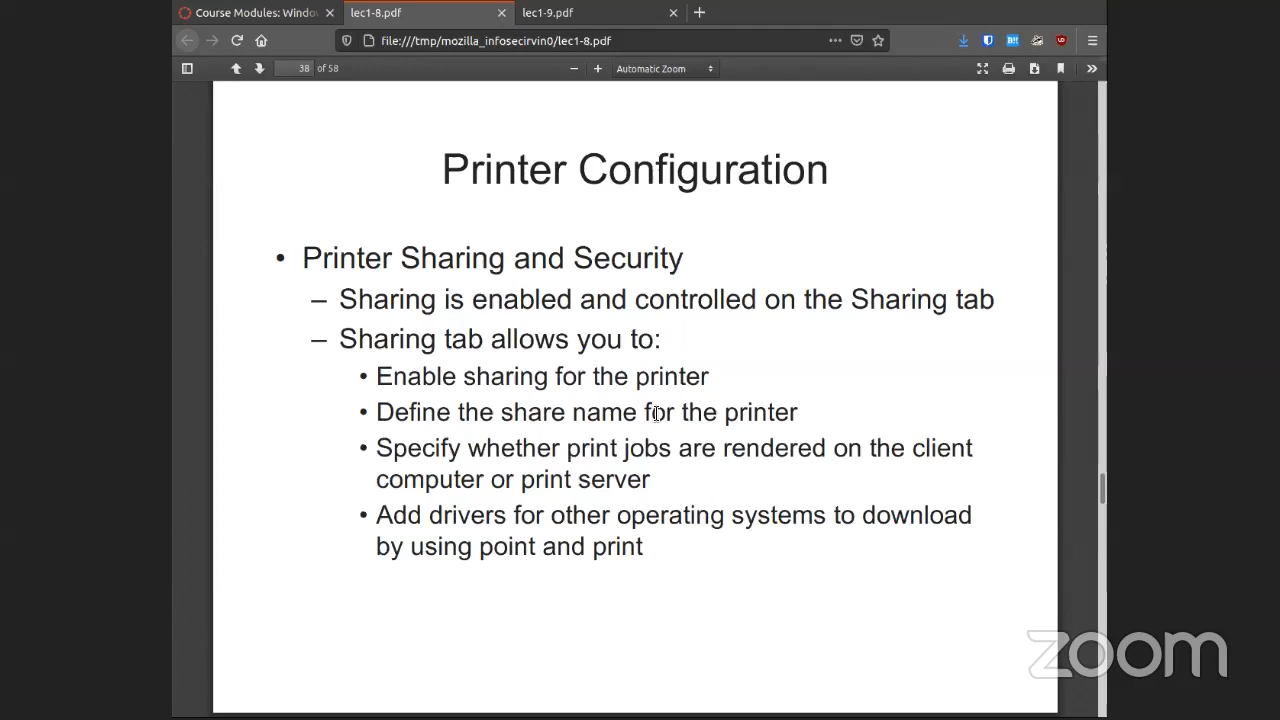 Course Modules: Windo
lec1-8.pdf
lec1-9.pdf
file:///tmp/mozilla_infosecirvin0/lec1-8.pdf
38 of 58
Automatic Zoom
Printer Configuration
• Printer Sharing and Security
– Sharing is enabled and controlled on the Sharing tab
– Sharing tab allows you to:
• Enable sharing for the printer
• Define the share name for the printer
• Specify whether print jobs are rendered on the client
computer or print server
• Add drivers for other operating systems to download
by using point and print
zoom